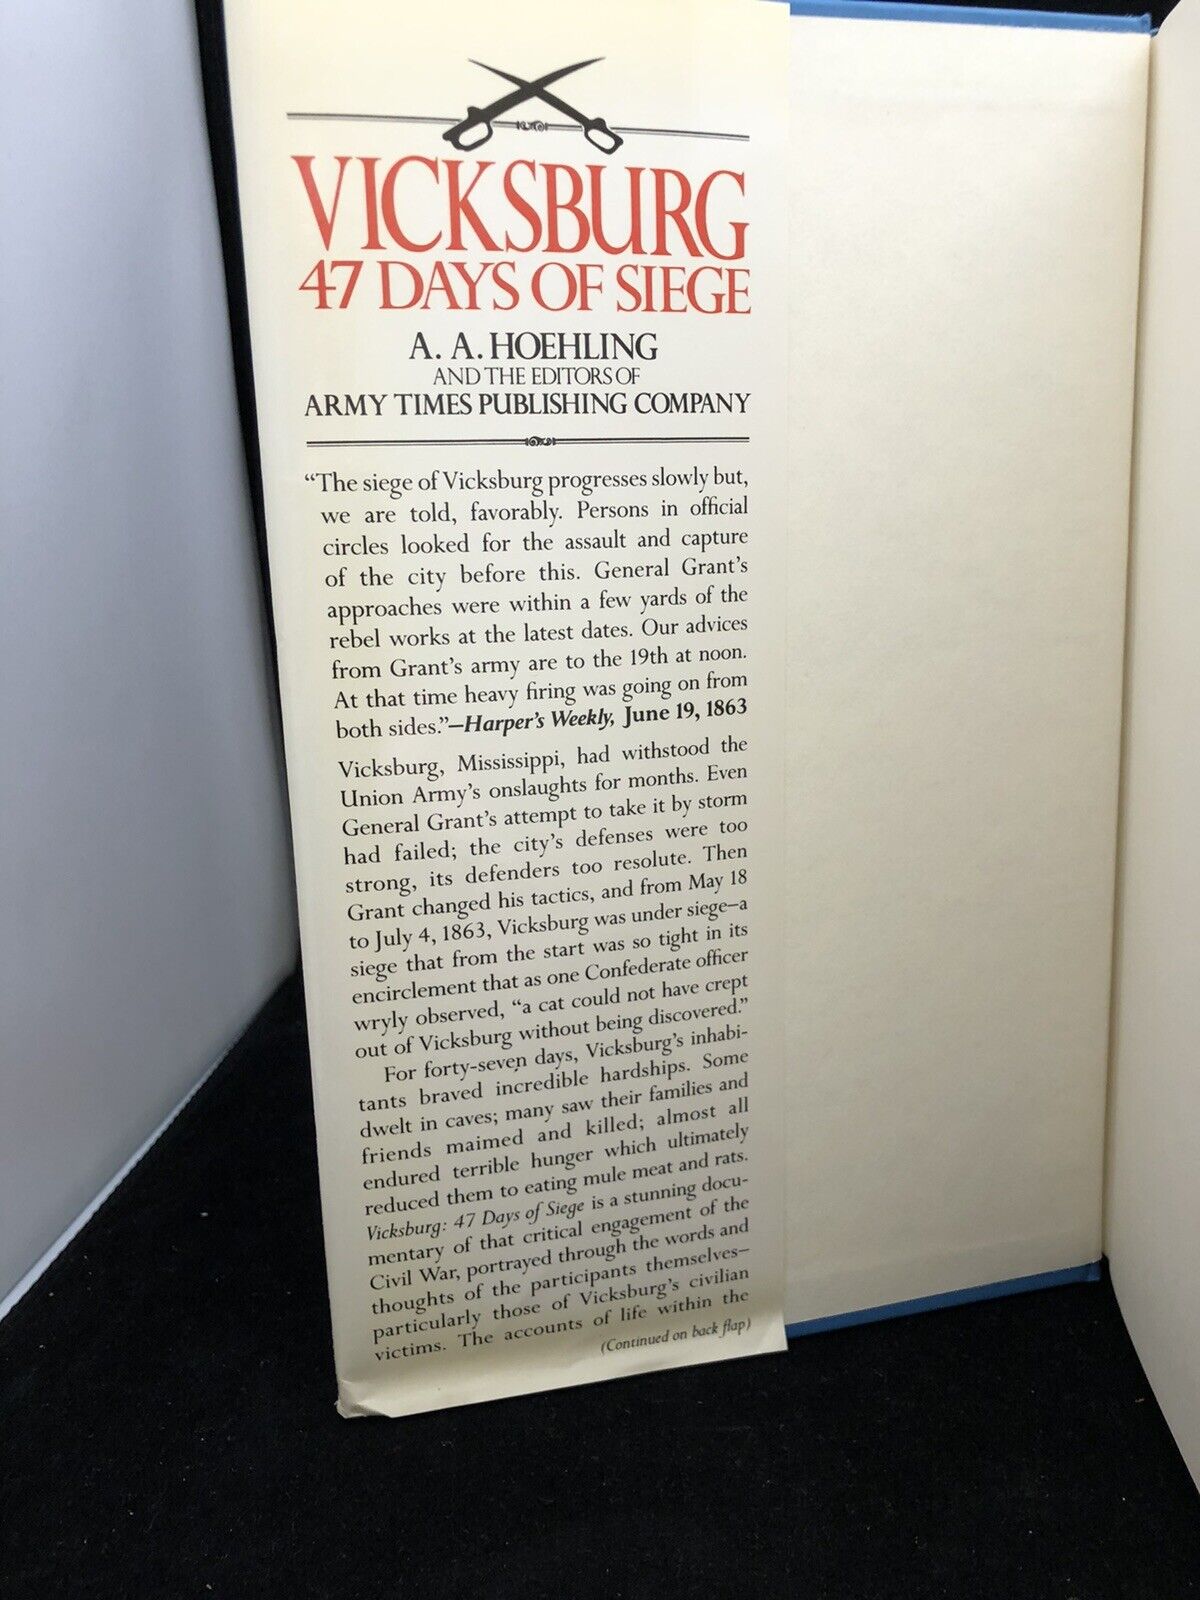 VICKSBURG
47 DAYS OF SIEGE
A. A. HOEHLING
AND THE EDITORS OF
ARMY TIMES PUBLISHING COMPANY
“The siege of Vicksburg progresses slowly but,
we are told, favorably. Persons in official
circles looked for the assault and capture
of the city before this. General Grant's
approaches were within a few yards of the
rebel works at the latest dates. Our advices
from Grant's army are to the 19th at noon.
At that time heavy firing was going on from
both sides.”—Harper's Weekly, June 19, 1863
Vicksburg, Mississippi, had withstood the
Union Army's onslaughts for months. Even
General Grant's attempt to take it by storm
had failed; the city's defenses were too
strong, its defenders too resolute. Then
Grant changed his tactics, and from May 18
to July 4, 1863, Vicksburg was under siege—a
siege that from the start was so tight in its
encirclement that as one Confederate officer
wryly observed, “a cat could not have crept
out of Vicksburg without being discovered.”
For forty-seven days, Vicksburg's inhabi-
tants braved incredible hardships. Some
dwelt in caves; many saw their families and
friends maimed and killed; almost all
endured terrible hunger which ultimately
reduced them to eating mule meat and rats.
Vicksburg: 47 Days of Siege is a stunning docu-
mentary of that critical engagement of the
Civil War, portrayed through the words and
thoughts of the participants themselves—
particularly those of Vicksburg's civilian
victims. The accounts of life within the
(Continued on back flap)